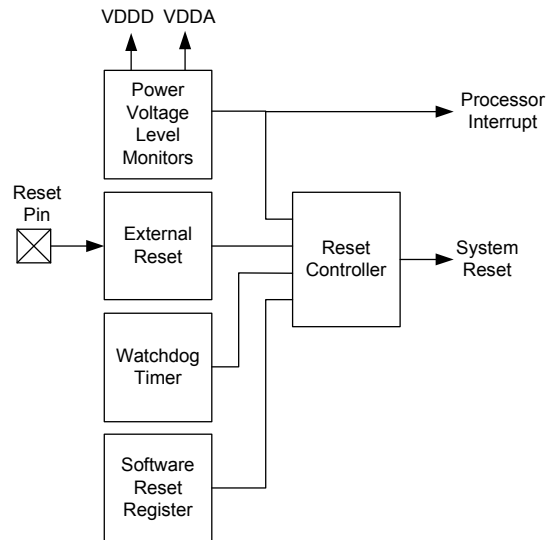 VDDD VDDA
Power
Voltage
Level
Monitors
Processor
Interrupt
Reset
Pin
External
Reset
Reset
Controller
System
Reset
Watchdog
Timer
Software
Reset
Register